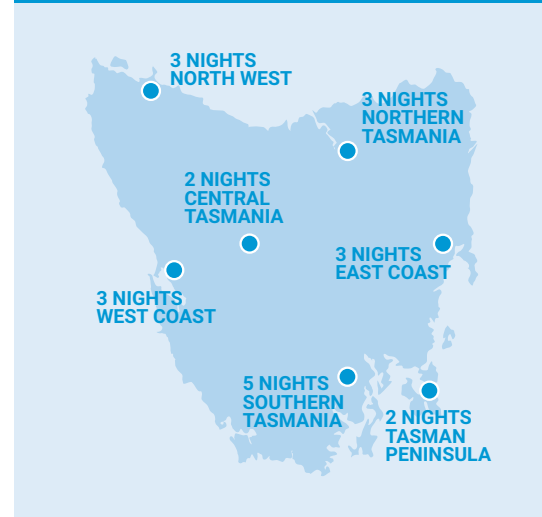 3 NIGHTS
NORTH WEST
3 NIGHTS
NORTHERN
TASMANIA
2 NIGHTS
CENTRAL
TASMANIA
3 NIGHTS
EAST COAST
3 NIGHTS
WEST COAST
5 NIGHTS
SOUTHERN
TASMANIA
2 NIGHTS
TASMAN
PENINSULA